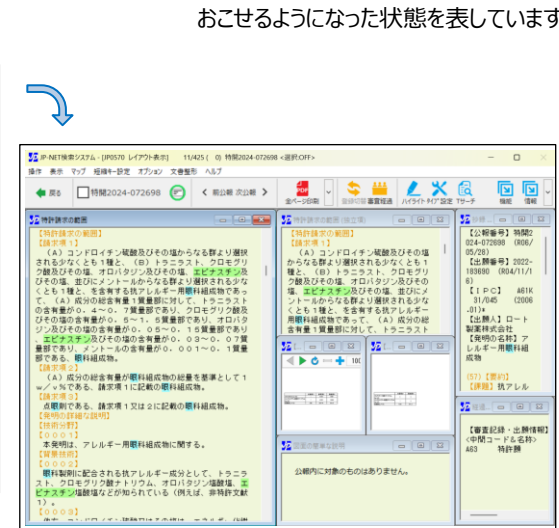 おこせるようになった状態を表しています
JP-NET検索システム - [JP0570 レイアウト表示] 11/425 ( 0) 特開2024-072698 <選択:OFF>
操作 表示 マップ 短縮キー設定 オプション 文書整形 ヘルプ
戻る 特開2024-072698 前公報 次公報
全ページ印刷 登録切替 審査経過 ハイライト タイプ 設定 Tサーチ 機能 情報
特許請求の範囲
【特許請求の範囲】
【請求項1】
(A)コンドロイチン硫酸及びその塩からなる群より選択
される少なくとも1種と、(B)トラニラスト、クロモグリ
ク酸及びその塩、オロパタジン及びその塩、エピナスチン及
びその塩、並びにメントールからなる群より選択される少な
くとも1種と、を含有する抗アレルギー用眼科組成物であっ
て、(A)成分の総含有量1質量部に対して、トラニラスト
の含有量が0.4～0.7質量部であり、クロモグリク酸及
びその塩の含有量が0.5～1.5質量部であり、オロパタ
ジン及びその塩の含有量が0.05～0.15質量部であり
、エピナスチン及びその塩の含有量が0.03～0.07質
量部であり、メントールの含有量が0.001～0.1質量
部である、眼科組成物。
【請求項2】
(A)成分の総含有量が眼科組成物の総量を基準として1
w/v%である、請求項1に記載の眼科組成物。
【請求項3】
点眼剤である、請求項1又は2に記載の眼科組成物。
【発明の詳細な説明】
【技術分野】
【0001】
本発明は、アレルギー用眼科組成物に関する。
【背景技術】
【0002】
眼科製剤に配合される抗アレルギー成分として、トラニラ
スト、クロモグリク酸ナトリウム、オロパタジン塩酸塩、エ
ピナスチン塩酸塩などが知られている(例えば、非特許文献
1)。
【0003】
特許請求の範囲(独立項)
【特許請求の範囲】
【請求項1】
(A)コンドロイチン硫酸及びその塩
からなる群より選択される少なくとも1
種と、(B)トラニラスト、クロモグリ
ク酸及びその塩、オロパタジン及びその
塩、エピナスチン及びその塩、並びにメ
ントールからなる群より選択される少な
くとも1種と、を含有する抗アレルギー
用眼科組成物であって、(A)成分の総
含有量1質量部に対して、トラニラスト
図面の簡単な説明
公報内に対象のものはありません。
【公報番号】特開2
024-072698 (R06/
05/28)
【出願番号】2022-
183690 (R04/11/1
6)
【IPC】 A61K
31/045 (2006
.01)*
【出願人】ロート
製薬株式会社
【発明の名称】ア
レルギー用眼科組
成物
(57)【要約】
【課題】抗アレル
【審査記録・出願情報】
<中間コード&名称>
A63 特許願